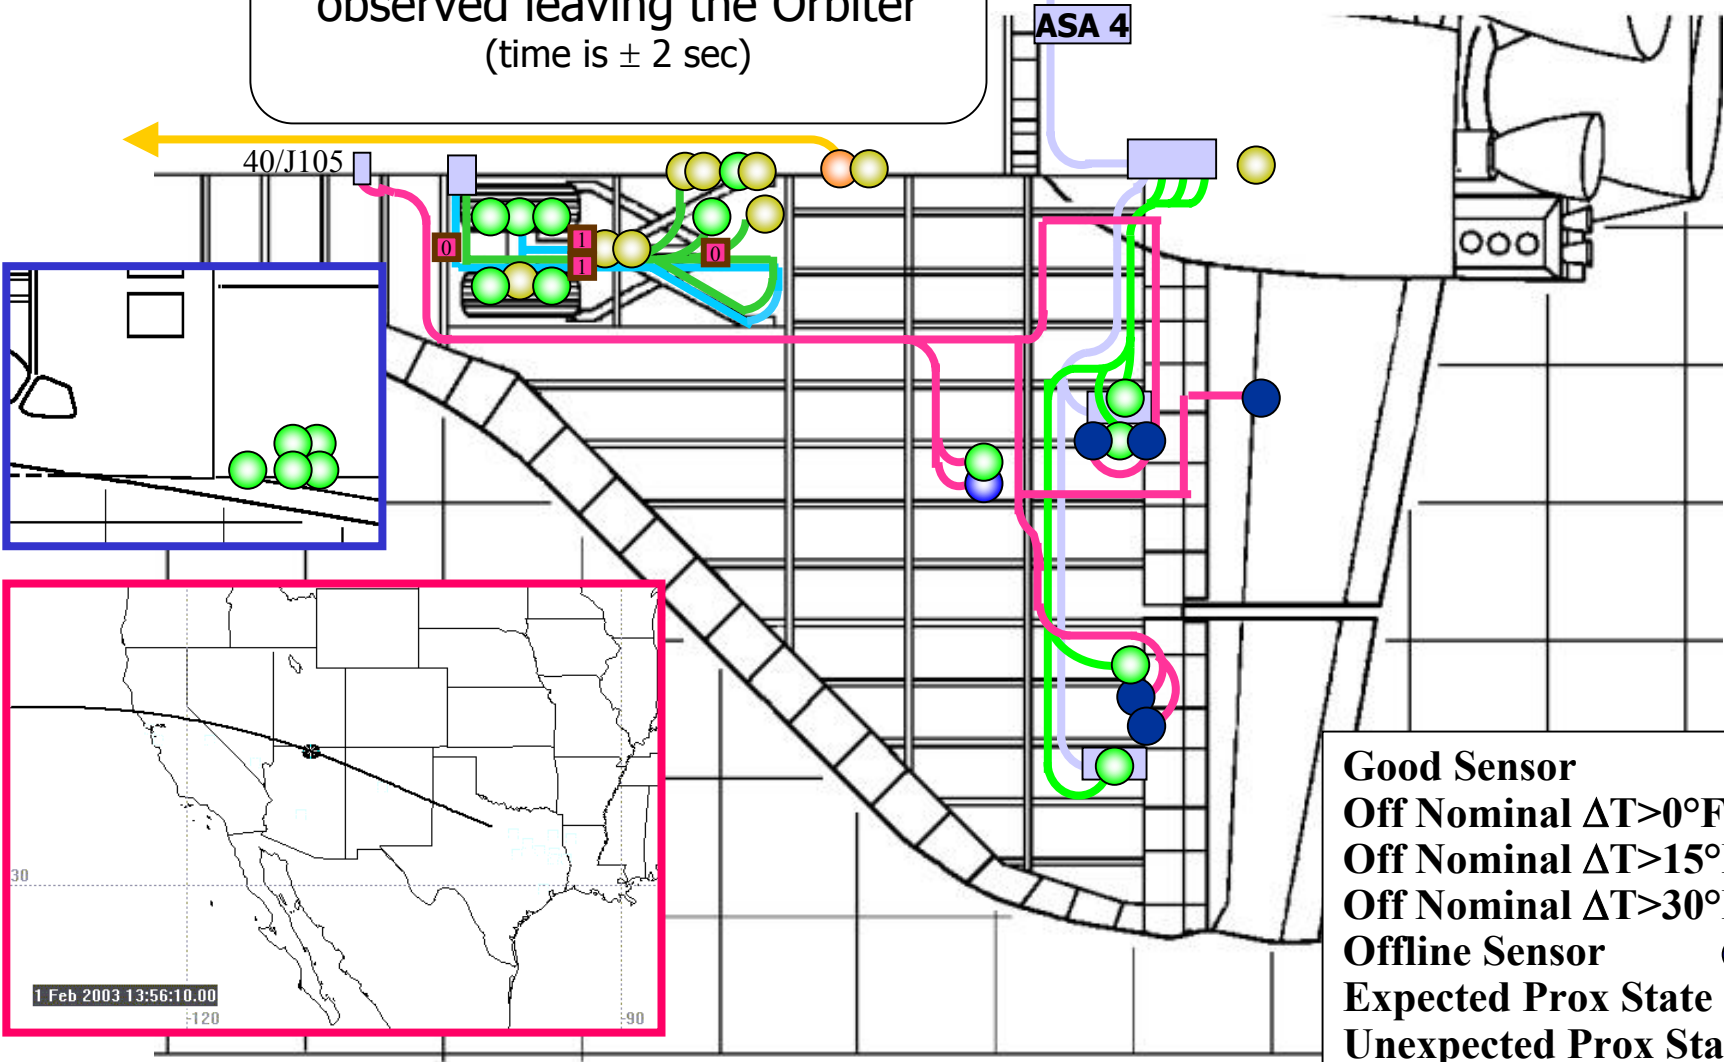 observed leaving the Orbiter
(time is ± 2 sec)
ASA 4
40/J105
0
1
1
0
30
1 Feb 2003 13:56:10.00
-120
-90
Good Sensor
Off Nominal ΔT>0°F
Off Nominal ΔT>15°
Off Nominal ΔT>30°
Offline Sensor
Expected Prox State
Unexpected Prox Sta